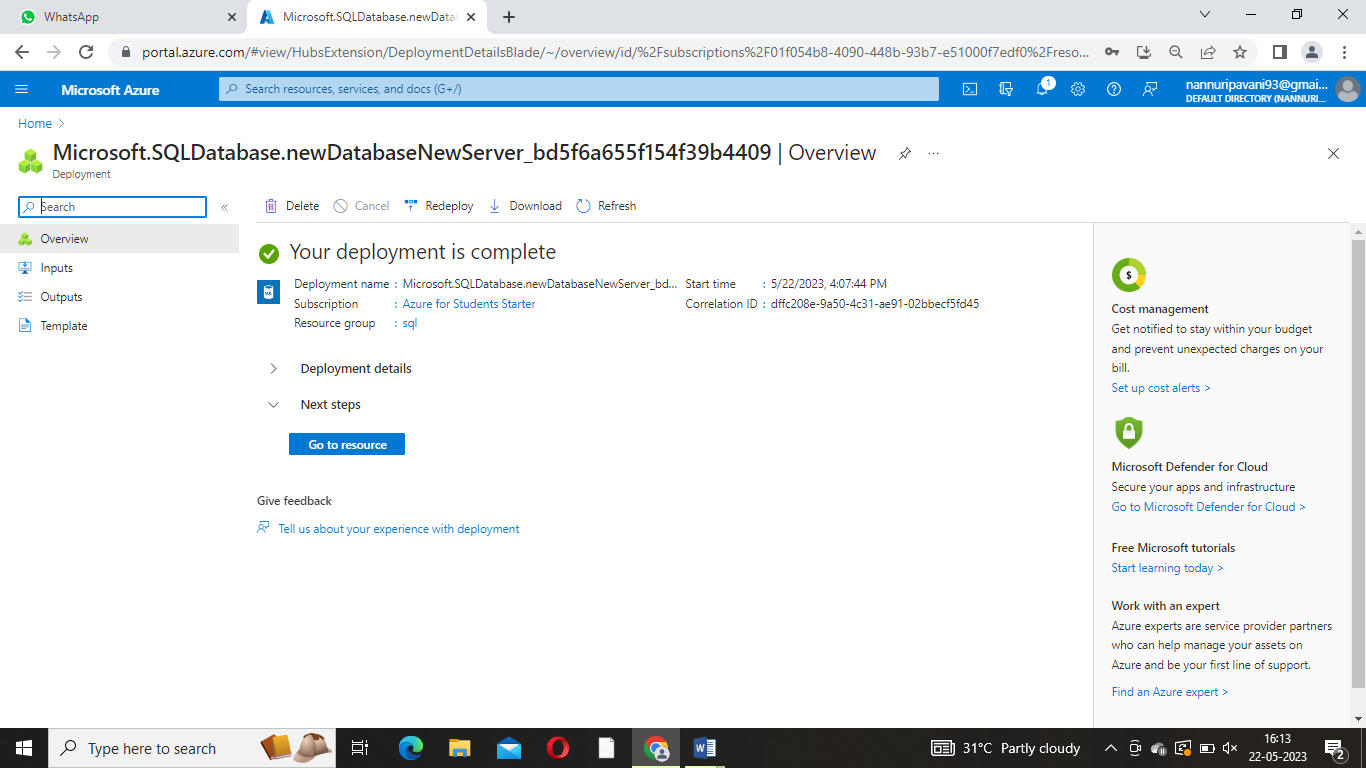 WhatsApp
Microsoft.SQLDatabase.newData
portal.azure.com/#view/HubsExtension/DeploymentDetailsBlade/~/overview/id/%2Fsubscriptions%2F01f054b8-4090-448b-93b7-e51000f7edf0%2Freso...
Microsoft Azure
Search resources, services, and docs (G+/)
1
nannuripavani93@gmai...
DEFAULT DIRECTORY (NANNURI...
Home
Microsoft.SQLDatabase.newDatabaseNewServer_bd5f6a655f154f39b4409 | Overview
Deployment
Search
Delete
Cancel
Redeploy
Download
Refresh
Overview
Inputs
Outputs
Template
Your deployment is complete
Deployment name : Microsoft.SQLDatabase.newDatabaseNewServer_bd...
Subscription : Azure for Students Starter
Resource group : sql
Start time : 5/22/2023, 4:07:44 PM
Correlation ID : dffc208e-9a50-4c31-ae91-02bbecf5fd45
Deployment details
Next steps
Go to resource
Give feedback
Tell us about your experience with deployment
Cost management
Get notified to stay within your budget
and prevent unexpected charges on your
bill.
Set up cost alerts >
Microsoft Defender for Cloud
Secure your apps and infrastructure
Go to Microsoft Defender for Cloud >
Free Microsoft tutorials
Start learning today >
Work with an expert
Azure experts are service provider partners
who can help manage your assets on
Azure and be your first line of support.
Find an Azure expert >
Type here to search
31°C Partly cloudy
16:13
22-05-2023
2